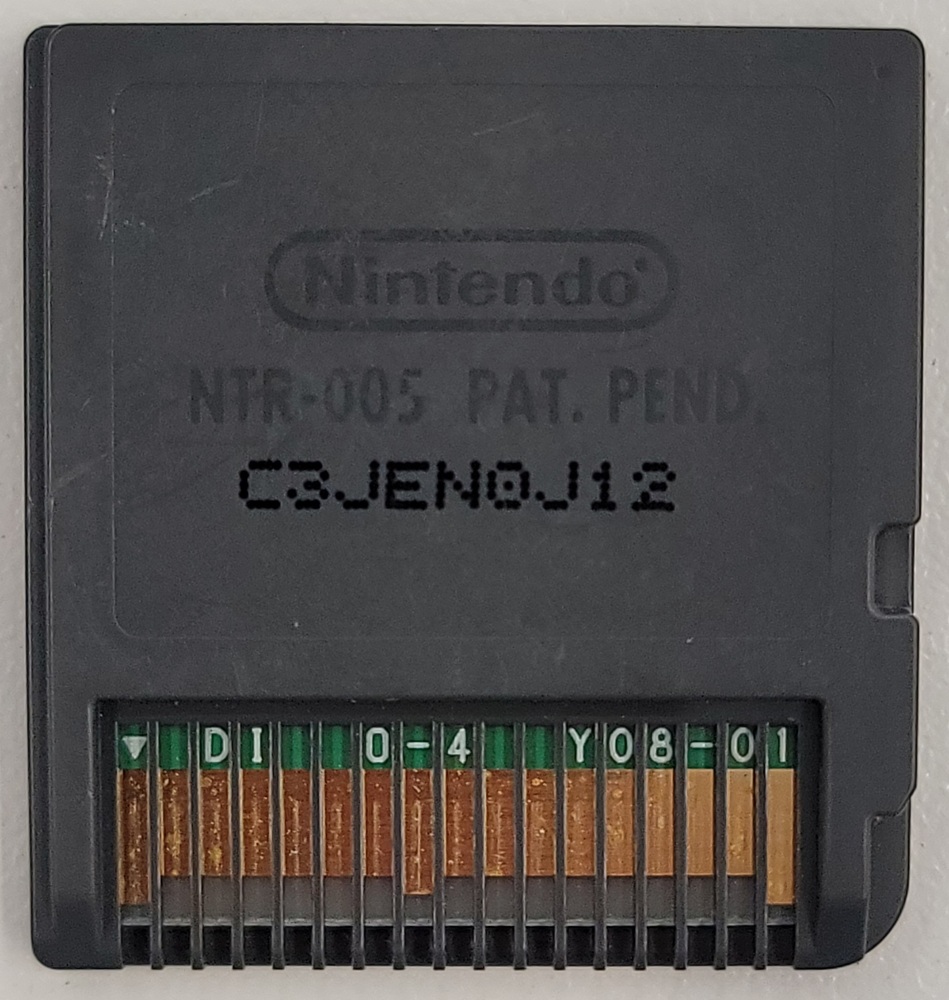 Nintendo®
NTR-005 PAT. PEND.
C3JEN0J12
▼ DI 0-4 Y08-01